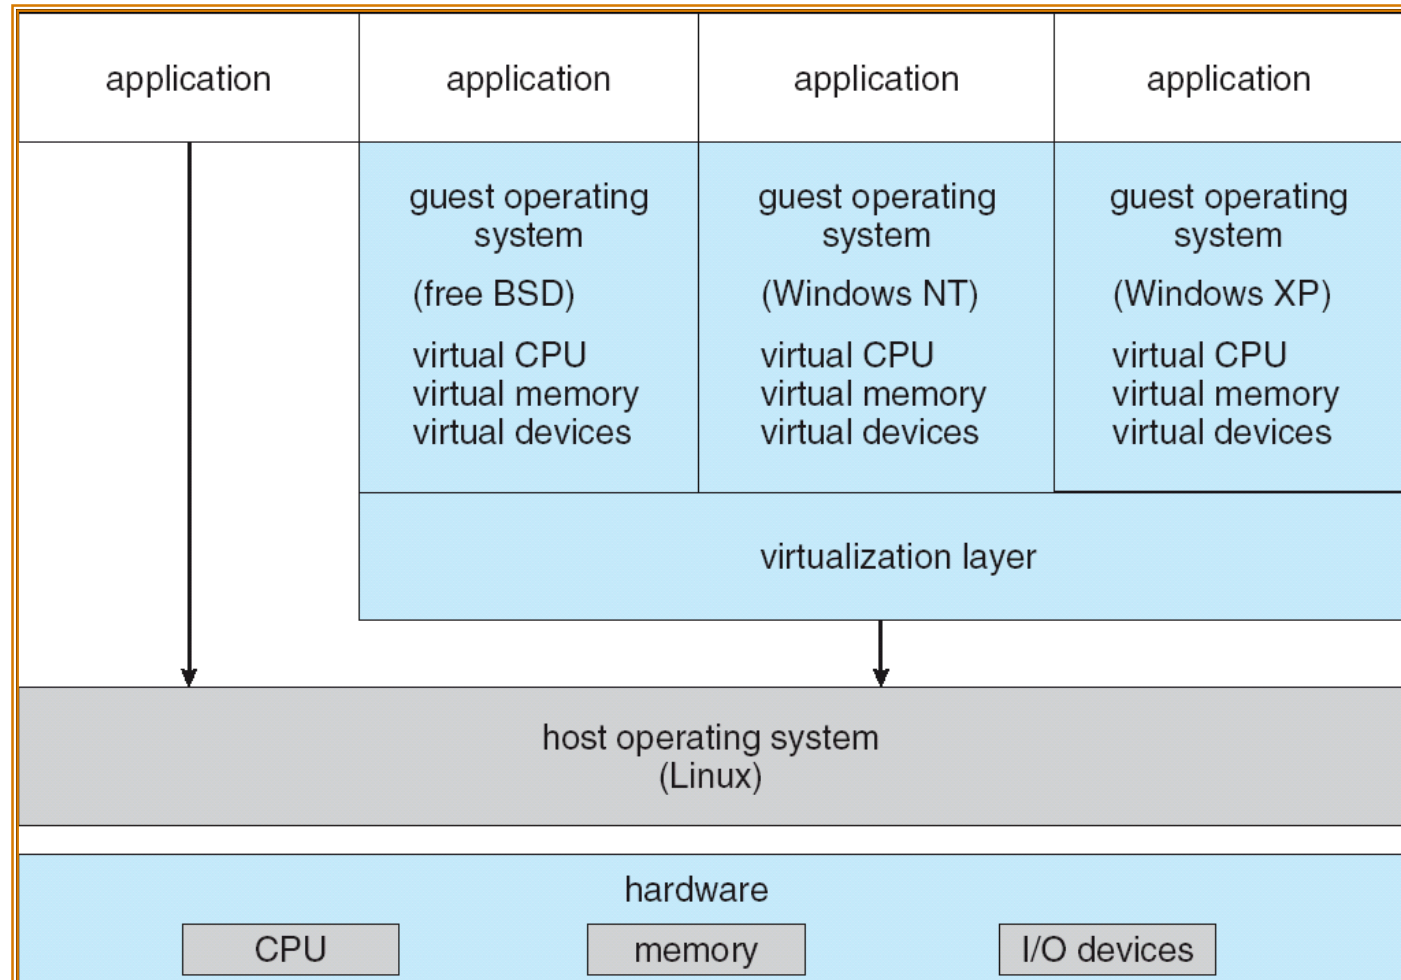 application
application
application
application
guest operating
system
(free BSD)
virtual CPU
virtual memory
virtual devices
guest operating
system
(Windows NT)
virtual CPU
virtual memory
virtual devices
guest operating
system
(Windows XP)
virtual CPU
virtual memory
virtual devices
virtualization layer
host operating system
(Linux)
hardware
CPU
memory
I/O devices